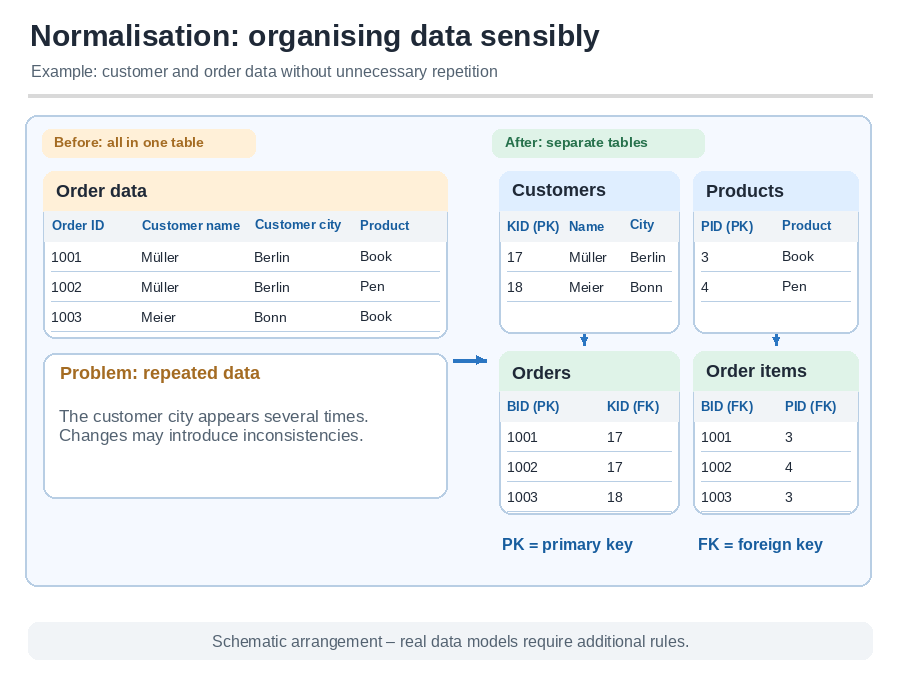 Normalisation: organising data sensibly
Example: customer and order data without unnecessary repetition
Before: all in one table
Order data
Order ID Customer name Customer city Product
1001 Müller Berlin Book
1002 Müller Berlin Pen
1003 Meier Bonn Book
Problem: repeated data
The customer city appears several times.
Changes may introduce inconsistencies.
After: separate tables
Customers
KID (PK) Name City
17 Müller Berlin
18 Meier Bonn
Products
PID (PK) Product
3 Book
4 Pen
Orders
BID (PK) KID (FK)
1001 17
1002 17
1003 18
Order items
BID (FK) PID (FK)
1001 3
1002 4
1003 3
PK = primary key
FK = foreign key
Schematic arrangement – real data models require additional rules.